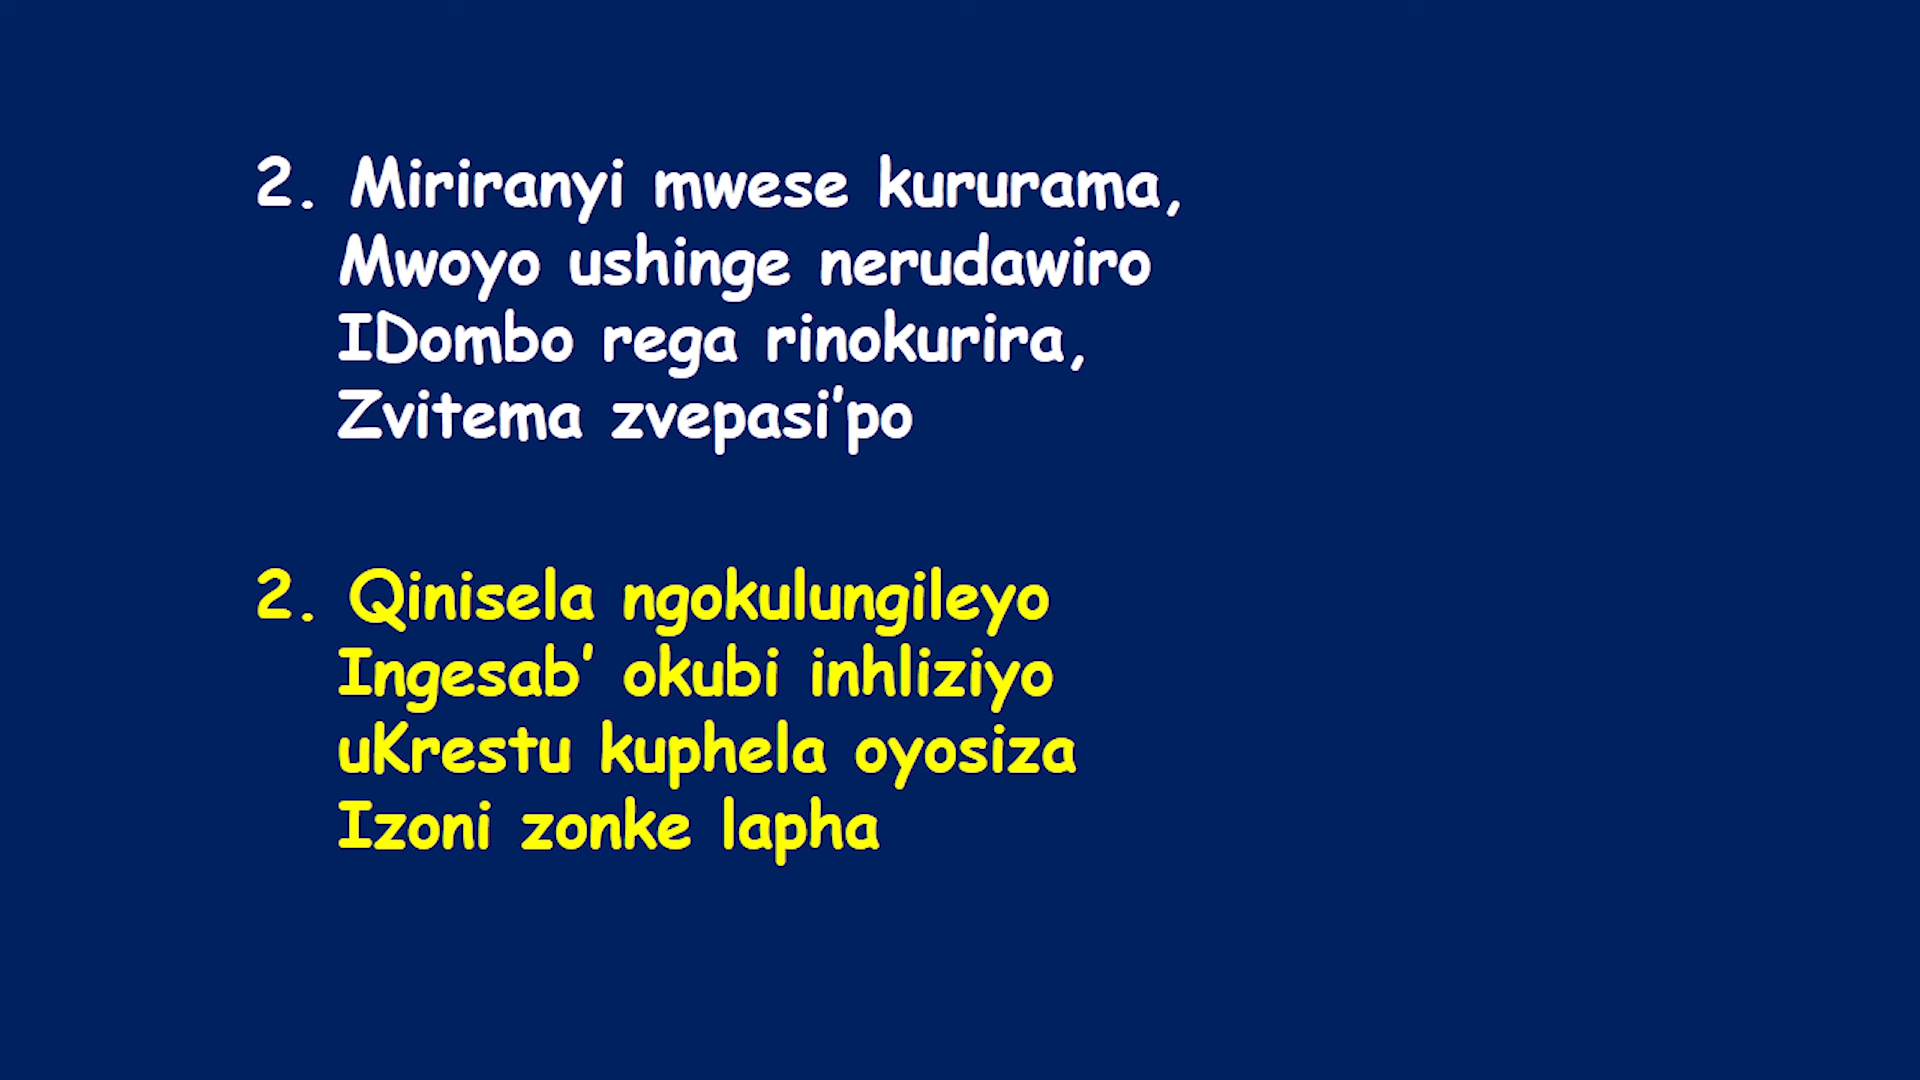 2. Miriranyi mwese kururama,
Mwoyo ushinge nerudawiro
IDombo rega rinokurira,
Zvitema zvepasi'po
2. Qinisela ngokulungileyo
Ingesab' okubi inhliziyo
uKrestu kuphela oyosiza
Izoni zonke lapha